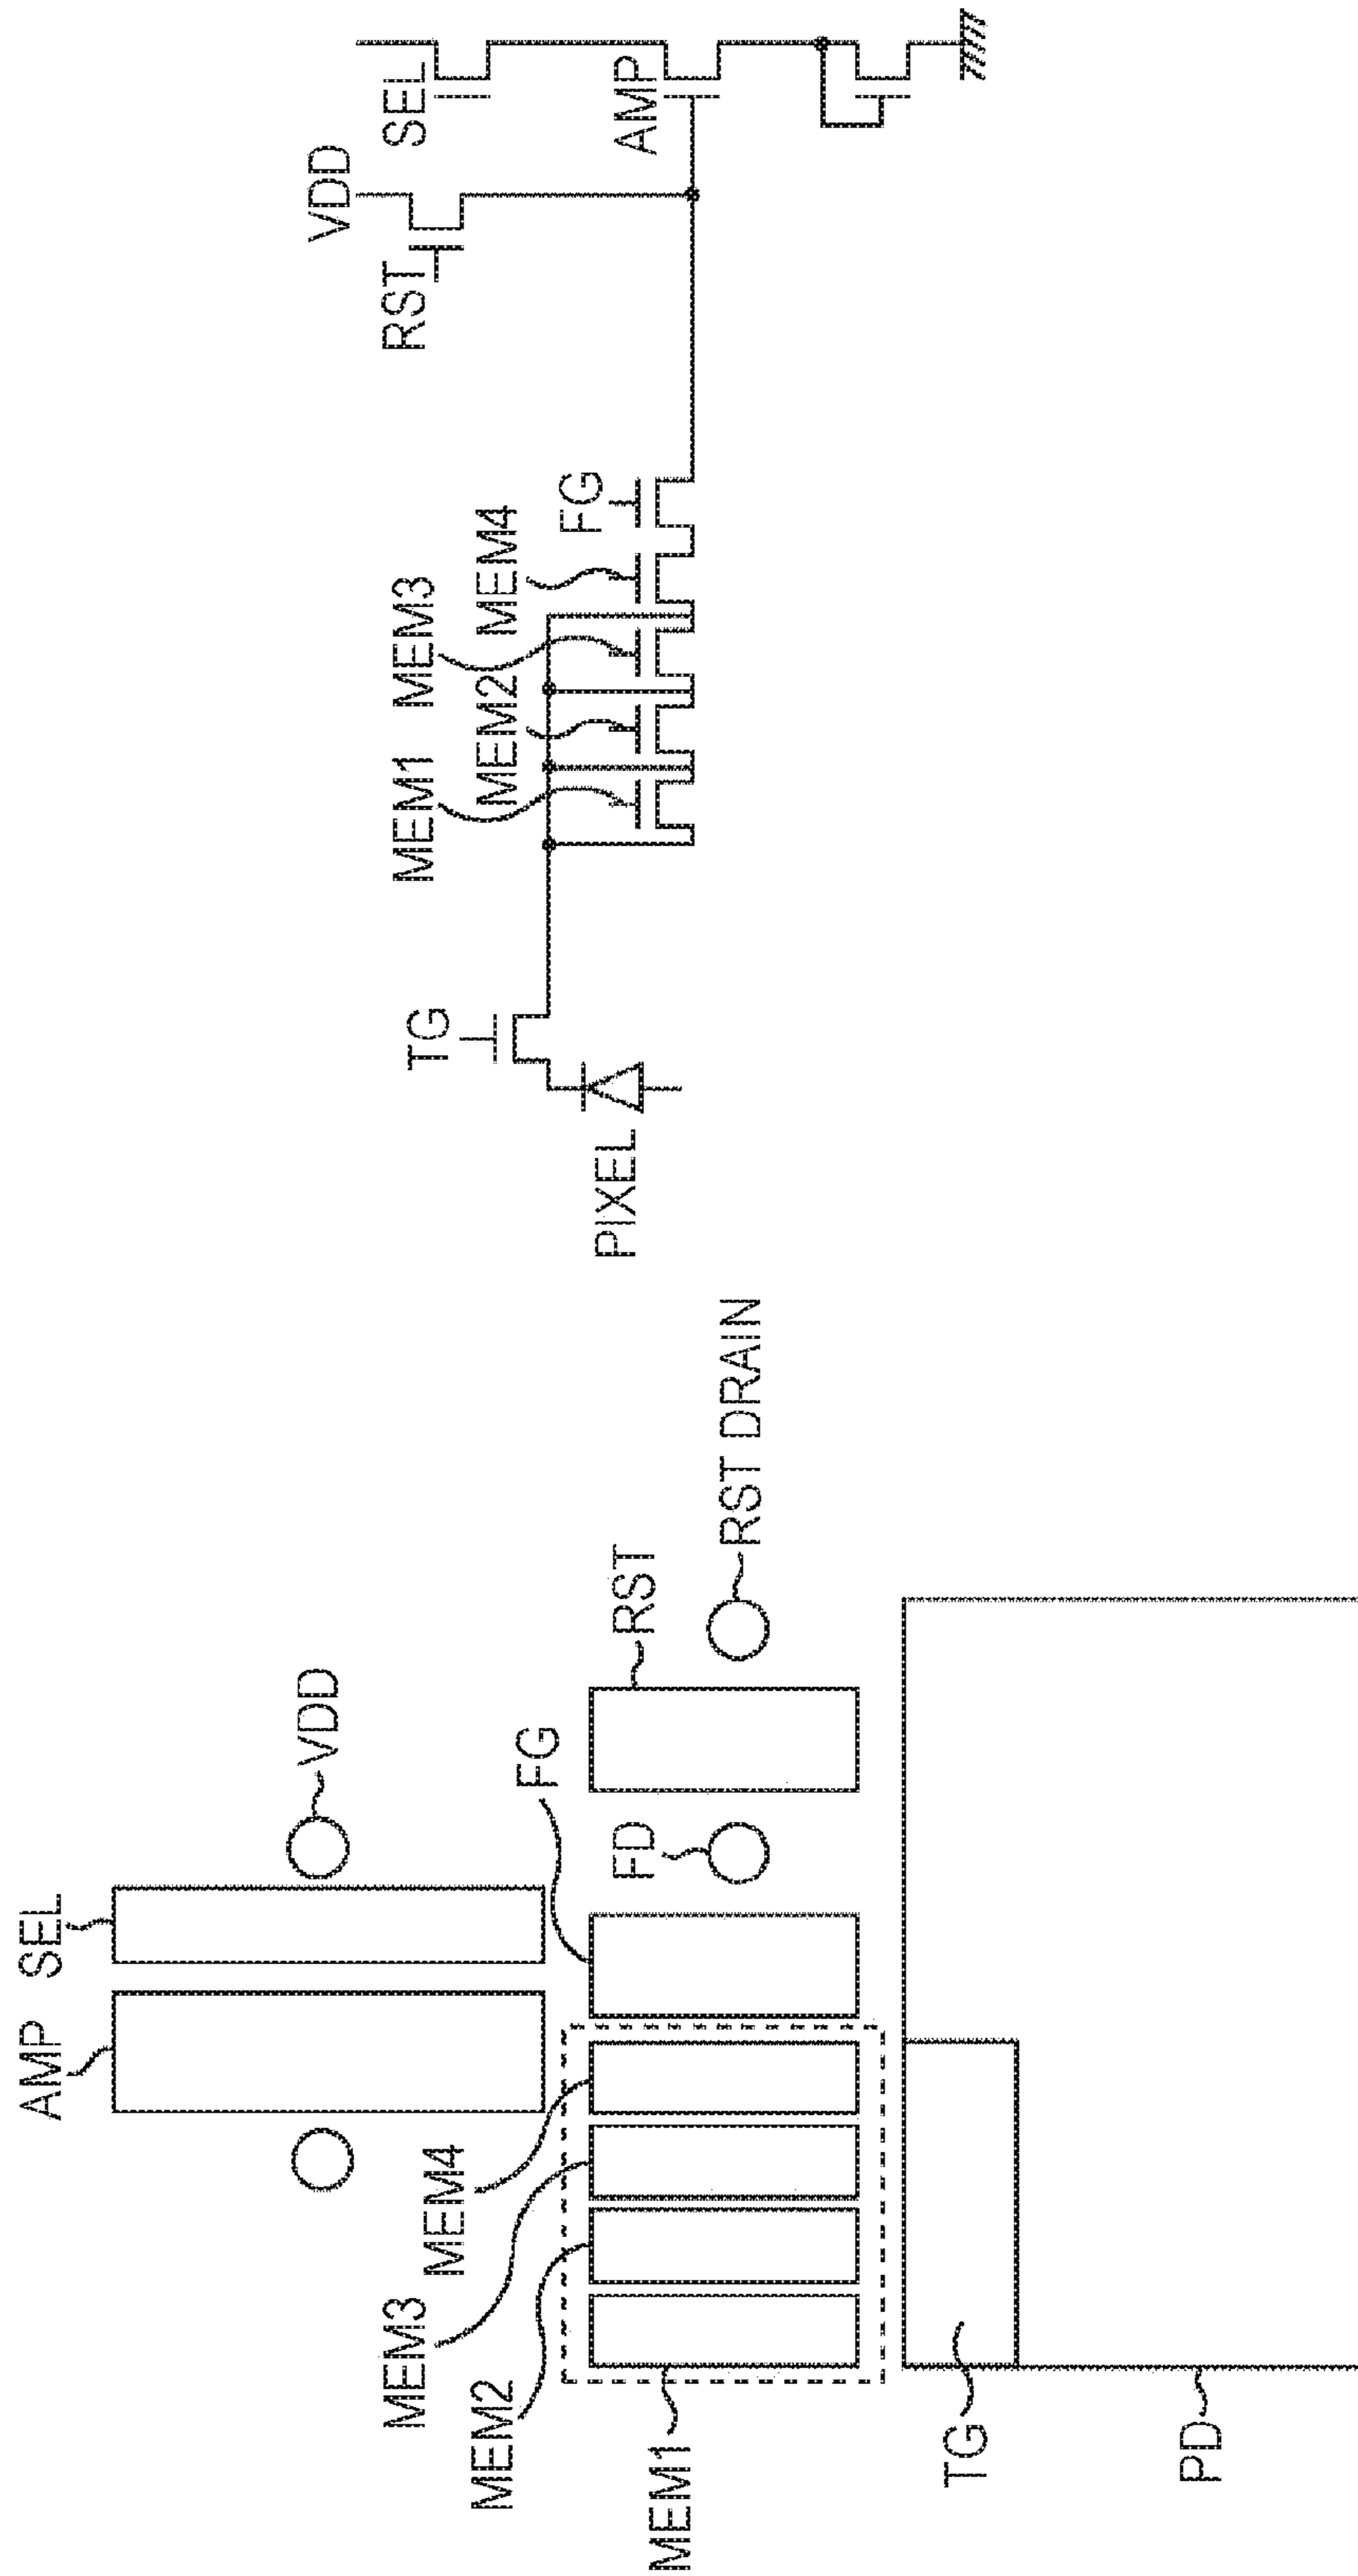 AMP
SEL
VDD
MEM4
MEM3
MEM2
MEM1
FG
FD
RST
RST DRAIN
TG
PD
VDD
SEL
RST
AMP
TG
MEM1
MEM3
MEM2
MEM4
FG
PIXEL